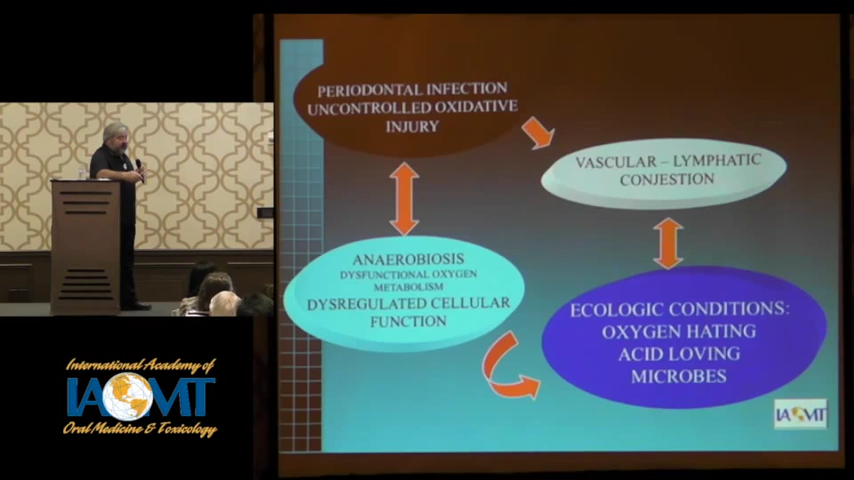 PERIODONTAL INFECTION
UNCONTROLLED OXIDATIVE
INJURY
VASCULAR – LYMPHATIC
CONJESTION
ANAEROBIOSIS
DYSFUNCTIONAL OXYGEN
METABOLISM
DYSREGULATED CELLULAR
FUNCTION
ECOLOGIC CONDITIONS:
OXYGEN HATING
ACID LOVING
MICROBES
IAOMT
International Academy of
IAOMT
Oral Medicine & Toxicology